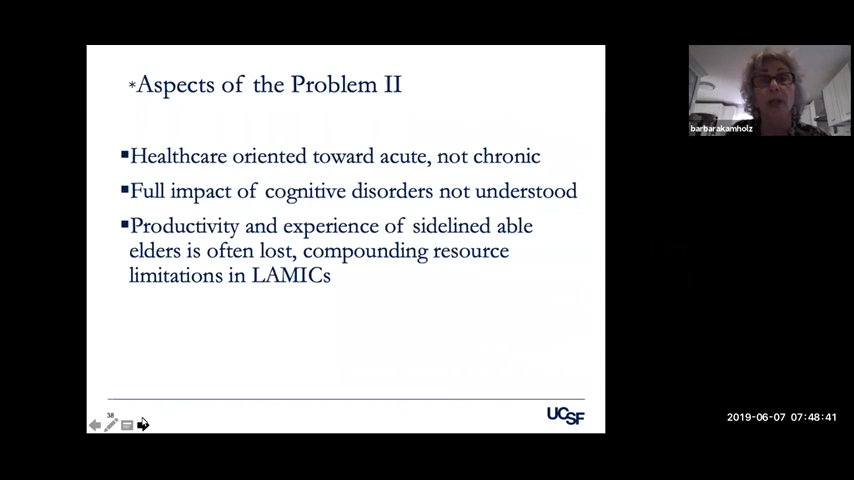 *Aspects of the Problem II
▪Healthcare oriented toward acute, not chronic
▪Full impact of cognitive disorders not understood
▪Productivity and experience of sidelined able
elders is often lost, compounding resource
limitations in LAMICs
38
UCSF
barbarakamholz
2019-06-07 07:48:41